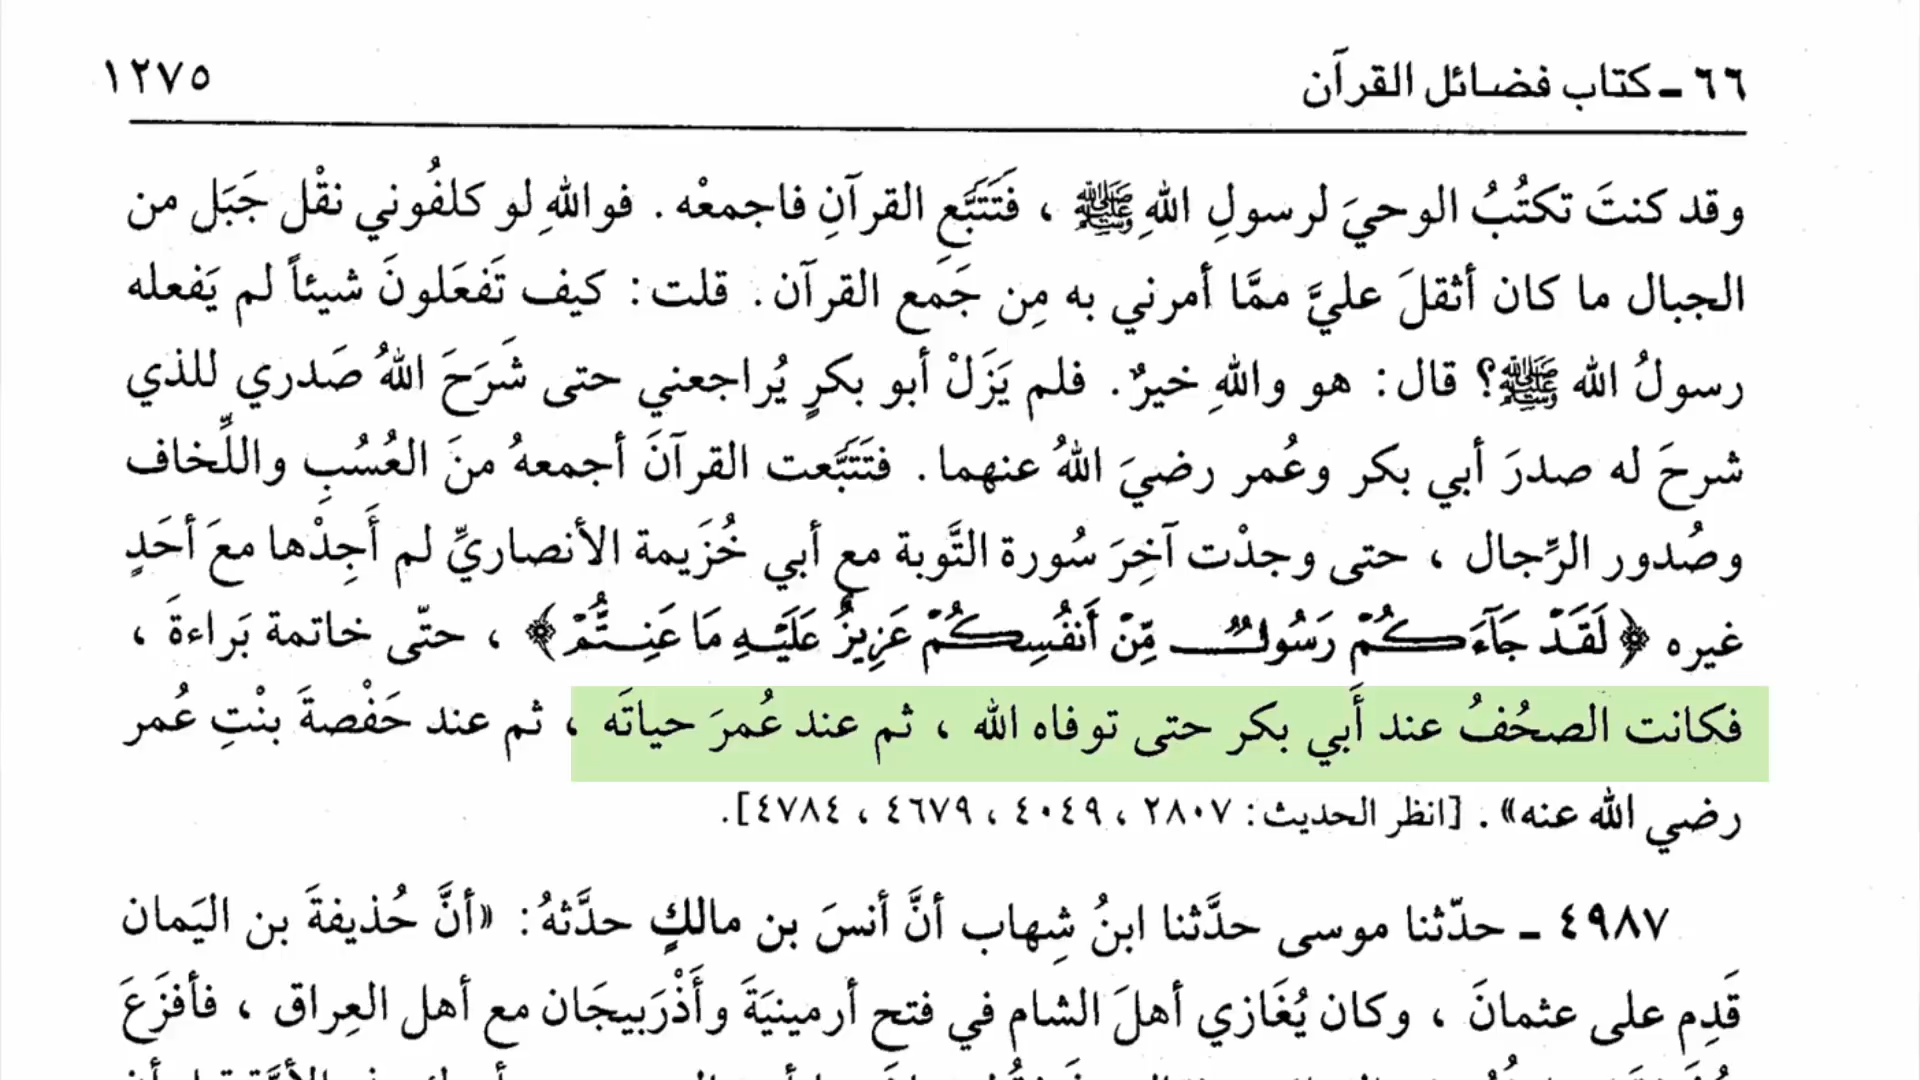 ٦٦ - كتاب فضائل القرآن ١٢٧٥
وقد كنتَ تكتُبُ الوحيَ لرسولِ اللهِ ﷺ ، فَتَتَبَّعِ القرآنِ فاجمعْه . فواللهِ لو كلفُوني نقْل جَبَل من
الجبال ما كان أثقلَ عليَّ ممَّا أمرني به مِن جَمع القرآن . قلت : كيف تَفعَلونَ شيئاً لم يَفعله
رسولُ الله ﷺ؟ قال : هو واللهِ خيرٌ . فلم يَزَلْ أبو بكرٍ يُراجعني حتى شَرَحَ اللهُ صَدري للذي
شرحَ له صدرَ أبي بكر وعُمر رضيَ اللهُ عنهما . فتَتَبَّعت القرآنَ أجمعهُ منَ العُسُبِ واللِّخاف
وصُدور الرِّجال ، حتى وجدْت آخِرَ سُورة التَّوبة مع أبي خُزَيمة الأنصاريِّ لم أَجِدْها معَ أحَدٍ
غيره ﴿لَقَدْ جَآءَكُمْ رَسُولٌ مِّنْ أَنفُسِكُمْ عَزِيزٌ عَلَيْهِ مَا عَنِتُّمْ﴾ ، حتّى خاتمة بَراءةَ ،
فكانت الصحُفُ عند أَبي بكر حتى توفاه الله ، ثم عند عُمرَ حياتَه ، ثم عند حَفْصةَ بنْتِ عُمر
رضي الله عنه» . [انظر الحديث : ٢٨٠٧ ، ٤٠٤٩ ، ٤٦٧٩ ، ٤٧٨٤].
٤٩٨٧ - حدّثنا موسى حدَّثنا ابنُ شِهاب أنَّ أنسَ بن مالكٍ حدَّثهُ : «أنَّ حُذيفةَ بن اليَمان
قَدِم على عثمانَ ، وكان يُغَازي أهلَ الشام في فتح أرمينيَةَ وأَذْرَبيجَان مع أهل العِراق ، فأفزَعَ